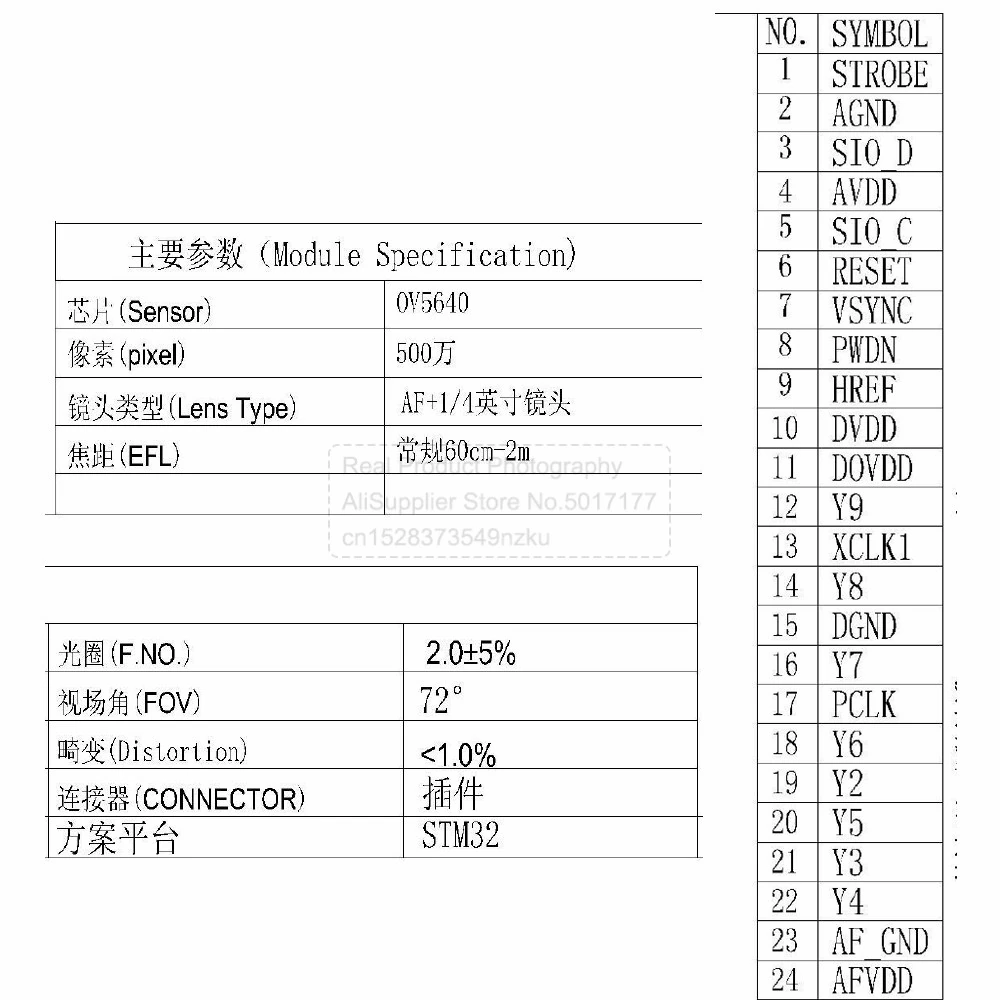 主要参数 (Module Specification)
芯片(Sensor) OV5640
像素(pixel) 500万
镜头类型(Lens Type) AF+1/4英寸镜头
焦距(EFL) 常规60cm-2m
Real Product Photography
AliSupplier Store No.5017177
cn1528373549nzku
光圈(F.NO.) 2.0±5%
视场角(FOV) 72°
畸变(Distortion) <1.0%
连接器(CONNECTOR) 插件
方案平台 STM32
NO. SYMBOL
1 STROBE
2 AGND
3 SIO_D
4 AVDD
5 SIO_C
6 RESET
7 VSYNC
8 PWDN
9 HREF
10 DVDD
11 DOVDD
12 Y9
13 XCLK1
14 Y8
15 DGND
16 Y7
17 PCLK
18 Y6
19 Y2
20 Y5
21 Y3
22 Y4
23 AF_GND
24 AFVDD